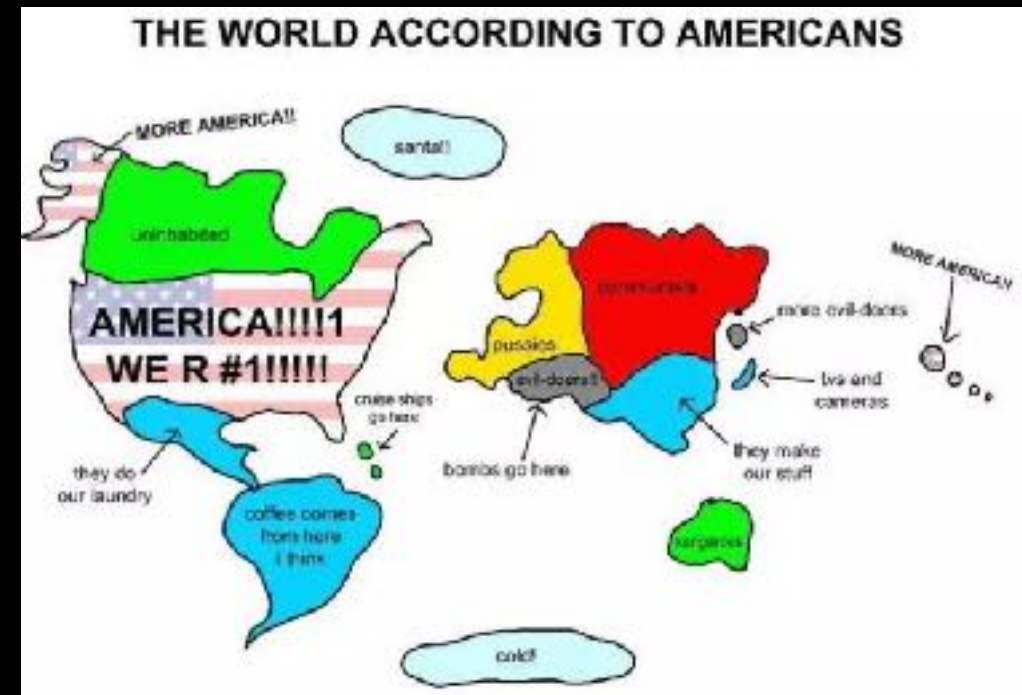 THE WORLD ACCORDING TO AMERICANS
MORE AMERICA!!
santa!!
uninhabited
MORE AMERICA!!
communists
more evil-doers
AMERICA!!!!1
WE R #1!!!!!
pussies
evil-doers!!
tvs and
cameras
cruise ships
go here
they do
our laundry
bombs go here
they make
our stuff
coffee comes
from here
I think
kangaroos
cold!!